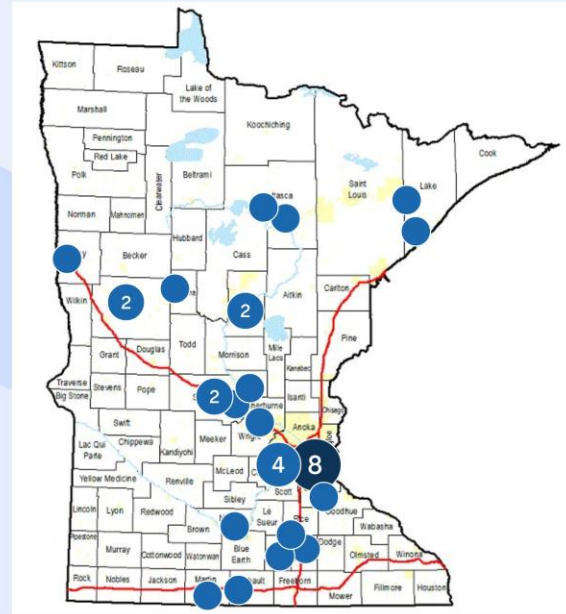 Kittson
Roseau
Lake of
the Woods
Marshall
Koochiching
Pennington
Red Lake
Beltrami
Clearwater
Polk
Cook
Lake
Saint
Louis
Norman
Mahnomen
Hubbard
Cass
Becker
Wilkin
2
2
Aitkin
Carlton
Pine
Todd
Grant
Douglas
Morrison
Mille
Lacs
Kanabec
Traverse
Stevens
Pope
Big Stone
2
Isanti
Chisago
Swift
Anoka
Meeker
Lac Qui
Parle
Chippewa
Kandiyohi
4
8
McLeod
Yellow Medicine
Renville
Scott
Sibley
Lincoln
Lyon
Redwood
Le
Sueur
Wabasha
Brown
Murray
Cottonwood
Watonwan
Blue
Earth
Dodge
Olmsted
Winona
Rock
Nobles
Jackson
Freeborn
Mower
Fillmore
Houston